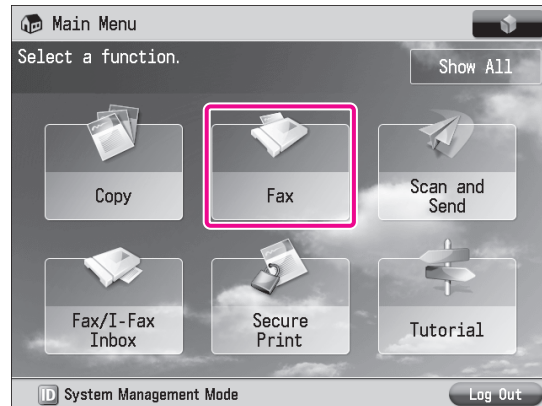 Main Menu
Select a function.
Show All
Copy
Fax
Scan and
Send
Fax/I-Fax
Inbox
Secure
Print
Tutorial
ID System Management Mode
Log Out